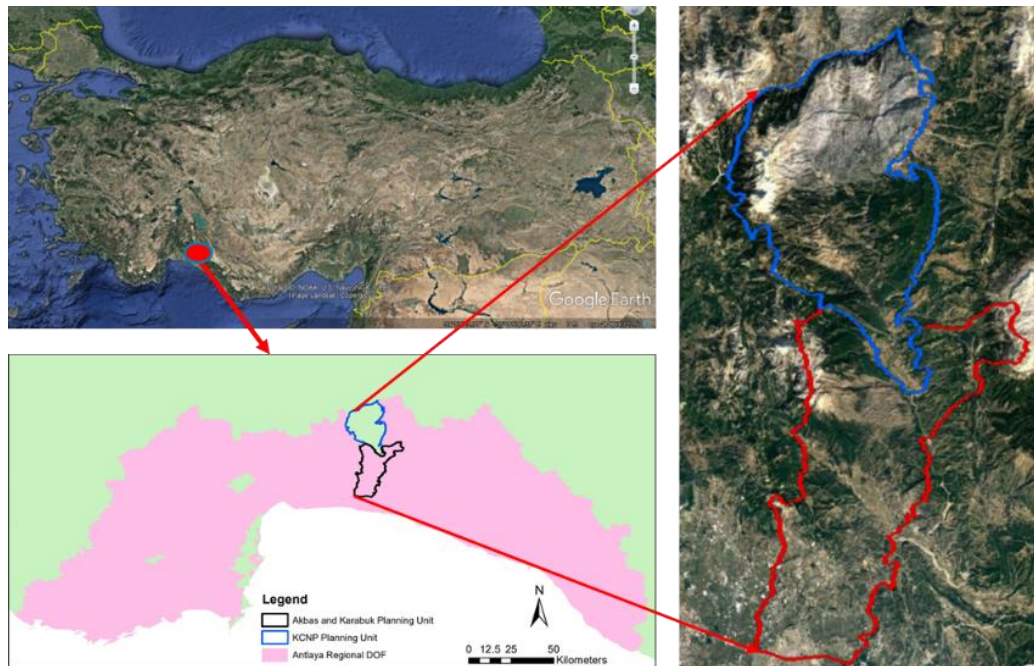 Google Earth
N
Legend
Akbas and Karabuk Planning Unit
KCNP Planning Unit
Antlaya Regional DOF
0 12.5 25 50
Kilometers